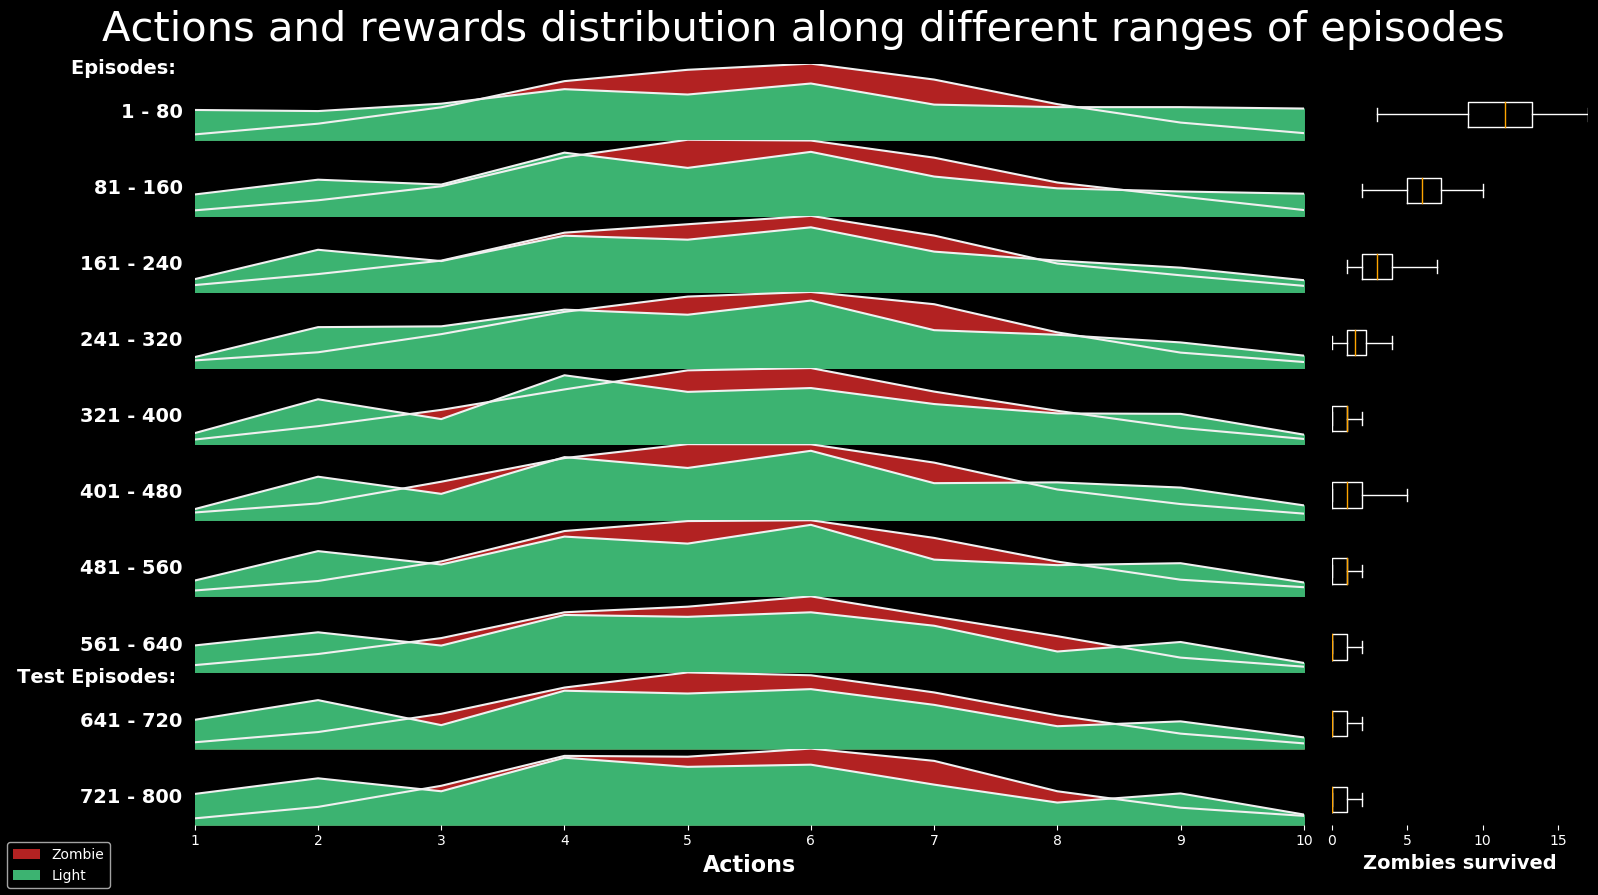 Actions and rewards distribution along different ranges of episodes
Episodes:
1 - 80
81 - 160
161 - 240
241 - 320
321 - 400
401 - 480
481 - 560
561 - 640
Test Episodes:
641 - 720
721 - 800
1 2 3 4 5 6 7 8 9 10 0 5 10 15
Actions
Zombies survived
Zombie
Light